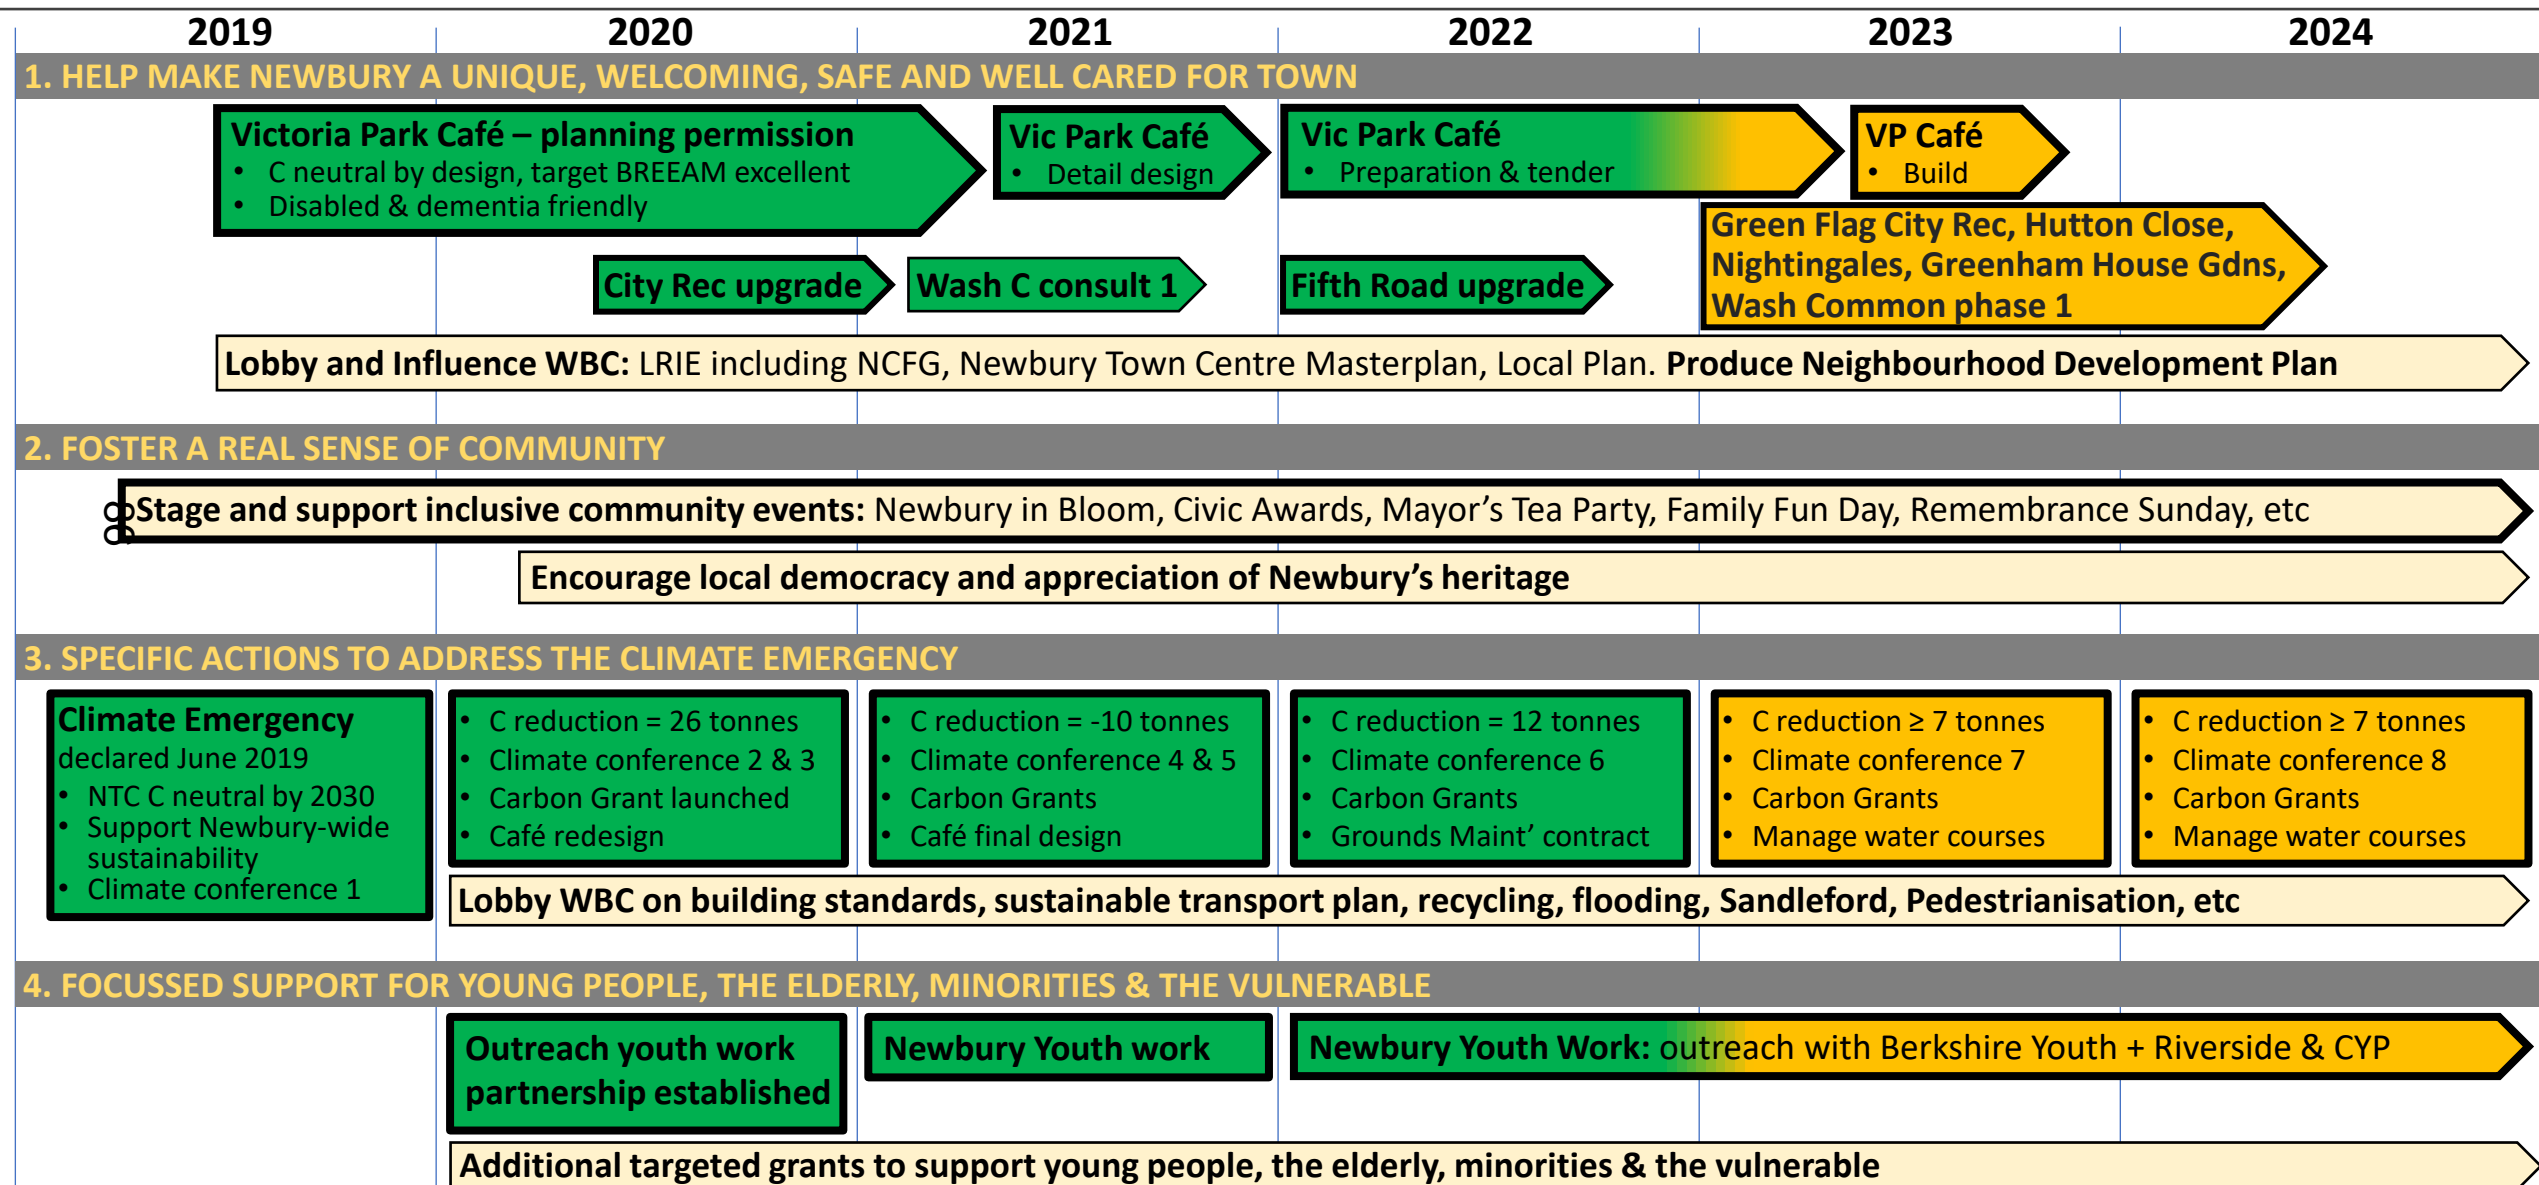 2019 2020 2021 2022 2023 2024
1. HELP MAKE NEWBURY A UNIQUE, WELCOMING, SAFE AND WELL CARED FOR TOWN
Victoria Park Café – planning permission
• C neutral by design, target BREEAM excellent
• Disabled & dementia friendly
Vic Park Café
• Detail design
Vic Park Café
• Preparation & tender
VP Café
• Build
City Rec upgrade
Wash C consult 1
Fifth Road upgrade
Green Flag City Rec, Hutton Close,
Nightingales, Greenham House Gdns,
Wash Common phase 1
Lobby and Influence WBC: LRIE including NCFG, Newbury Town Centre Masterplan, Local Plan. Produce Neighbourhood Development Plan
2. FOSTER A REAL SENSE OF COMMUNITY
Stage and support inclusive community events: Newbury in Bloom, Civic Awards, Mayor’s Tea Party, Family Fun Day, Remembrance Sunday, etc
Encourage local democracy and appreciation of Newbury’s heritage
3. SPECIFIC ACTIONS TO ADDRESS THE CLIMATE EMERGENCY
Climate Emergency
declared June 2019
• NTC C neutral by 2030
• Support Newbury-wide
sustainability
• Climate conference 1
• C reduction = 26 tonnes
• Climate conference 2 & 3
• Carbon Grant launched
• Café redesign
• C reduction = -10 tonnes
• Climate conference 4 & 5
• Carbon Grants
• Café final design
• C reduction = 12 tonnes
• Climate conference 6
• Carbon Grants
• Grounds Maint’ contract
• C reduction ≥ 7 tonnes
• Climate conference 7
• Carbon Grants
• Manage water courses
• C reduction ≥ 7 tonnes
• Climate conference 8
• Carbon Grants
• Manage water courses
Lobby WBC on building standards, sustainable transport plan, recycling, flooding, Sandleford, Pedestrianisation, etc
4. FOCUSSED SUPPORT FOR YOUNG PEOPLE, THE ELDERLY, MINORITIES & THE VULNERABLE
Outreach youth work
partnership established
Newbury Youth work
Newbury Youth Work: outreach with Berkshire Youth + Riverside & CYP
Additional targeted grants to support young people, the elderly, minorities & the vulnerable